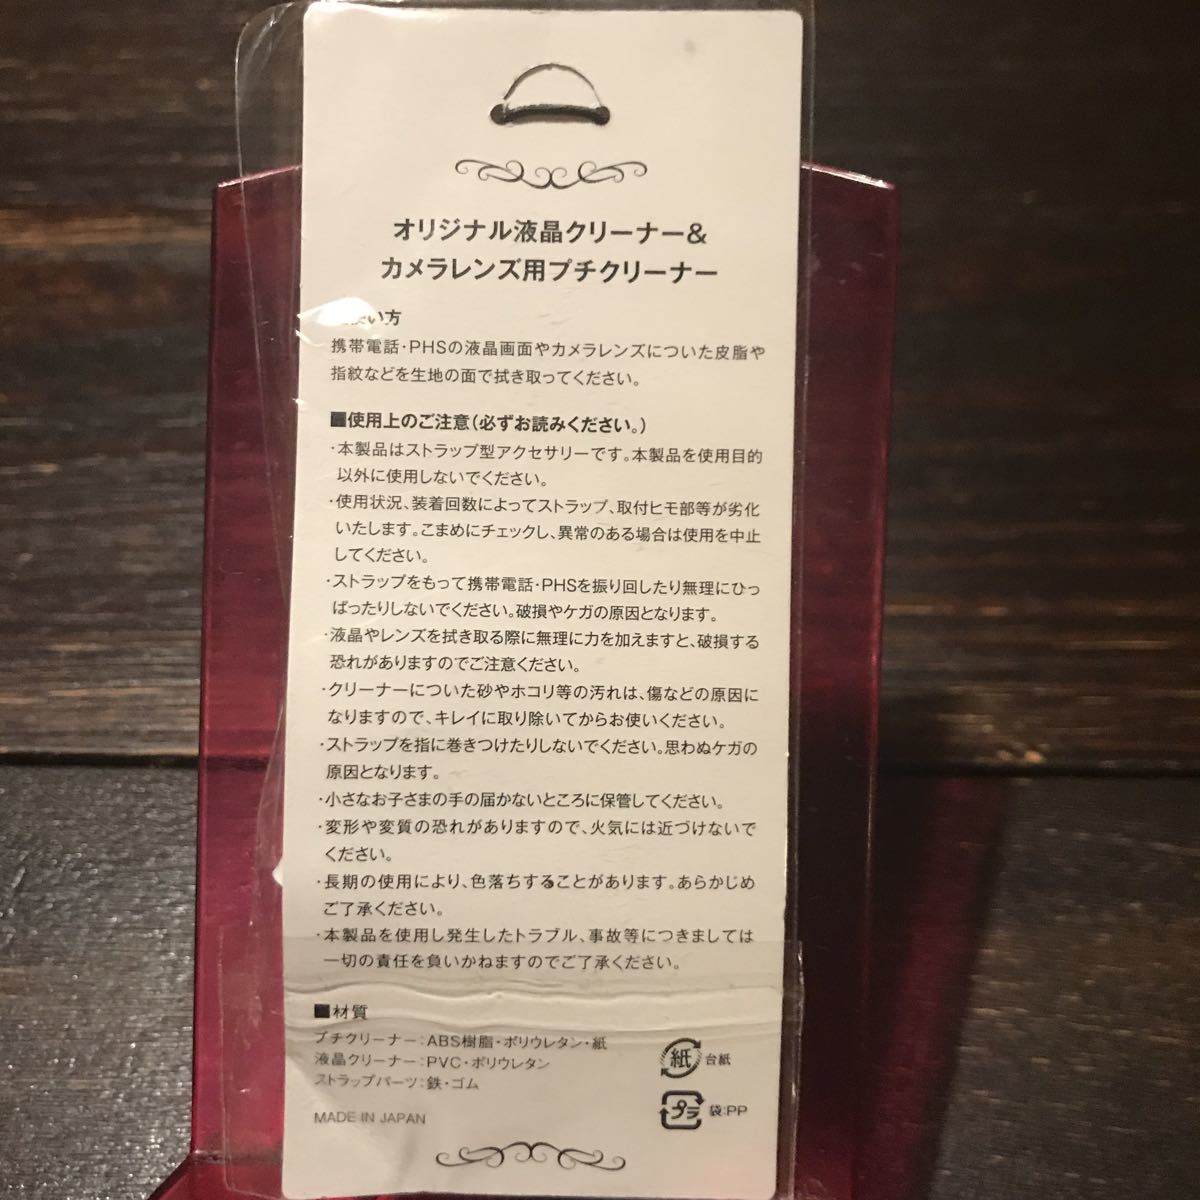 オリジナル液晶クリーナー&
カメラレンズ用プチクリーナー
い方
携帯電話・PHSの液晶画面やカメラレンズについた皮脂や
指紋などを生地の面で拭き取ってください。
■使用上のご注意(必ずお読みください。)
・本製品はストラップ型アクセサリーです。本製品を使用目的
以外に使用しないでください。
・使用状況、装着回数によってストラップ、取付ヒモ部等が劣化
いたします。こまめにチェックし、異常のある場合は使用を中止
してください。
・ストラップをもって携帯電話・PHSを振り回したり無理にひっ
ぱったりしないでください。破損やケガの原因となります。
・液晶やレンズを拭き取る際に無理に力を加えますと、破損する
恐れがありますのでご注意ください。
・クリーナーについた砂やホコリ等の汚れは、傷などの原因に
なりますので、キレイに取り除いてからお使いください。
・ストラップを指に巻きつけたりしないでください。思わぬケガの
原因となります。
・小さなお子さまの手の届かないところに保管してください。
・変形や変質の恐れがありますので、火気には近づけないで
ください。
・長期の使用により、色落ちすることがあります。あらかじめ
ご了承ください。
・本製品を使用し発生したトラブル、事故等につきましては
一切の責任を負いかねますのでご了承ください。
■材質
プチクリーナー:ABS樹脂・ポリウレタン・紙
液晶クリーナー:PVC・ポリウレタン
ストラップパーツ:鉄・ゴム
紙 台紙
MADE IN JAPAN
プラ 袋:PP